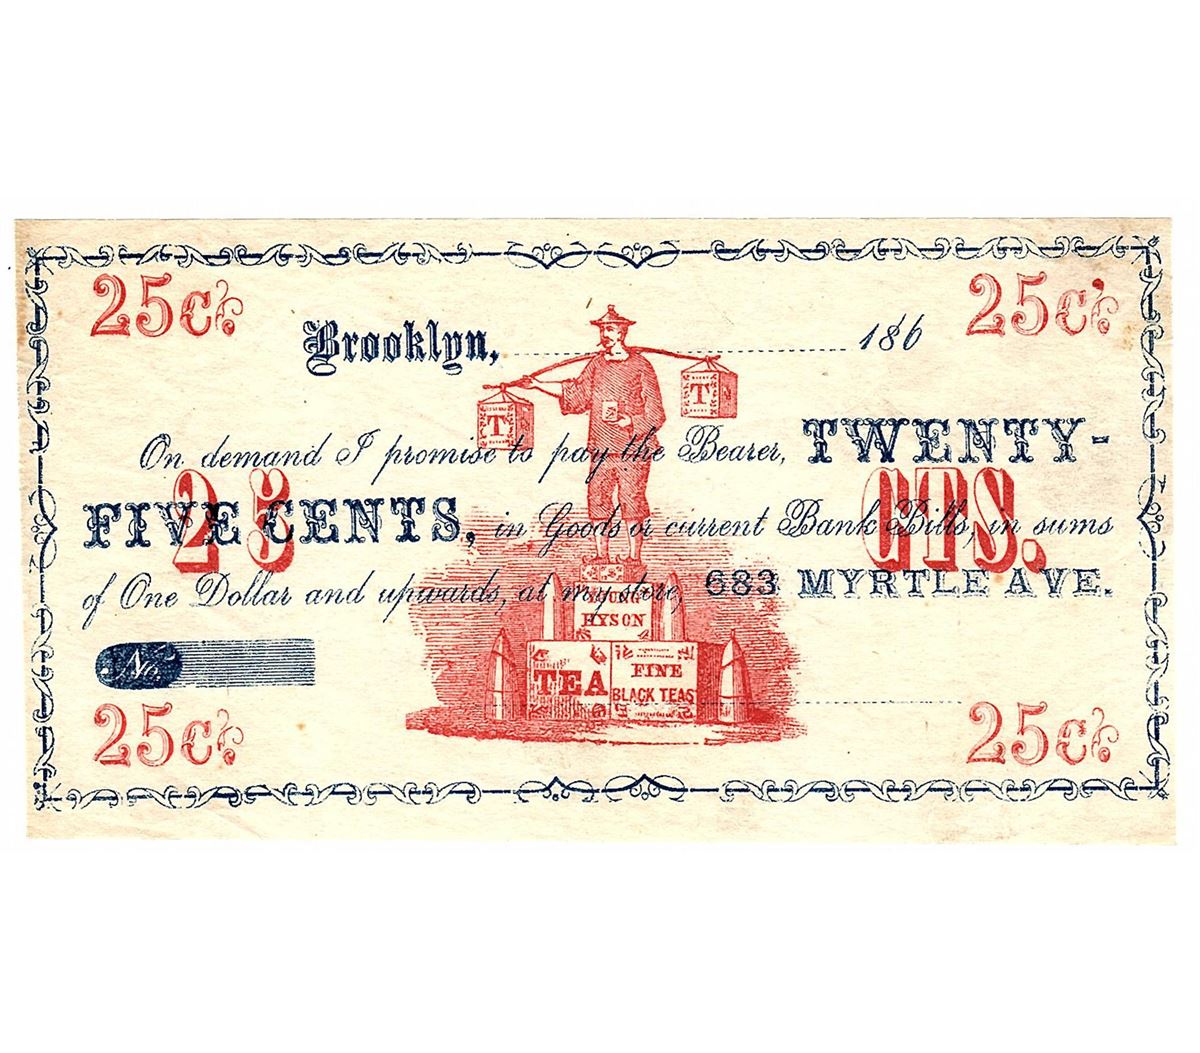 25c's 25c's
Brooklyn, 186
T T
On demand I promise to pay the Bearer, TWENTY-
FIVE CENTS, in Goods or current Bank Bills, in sums
25 CTS.
of One Dollar and upwards, at my store, 683 MYRTLE AVE.
YOUNG
HYSON
No.
TEA FINE
BLACK TEAS
25c's 25c's